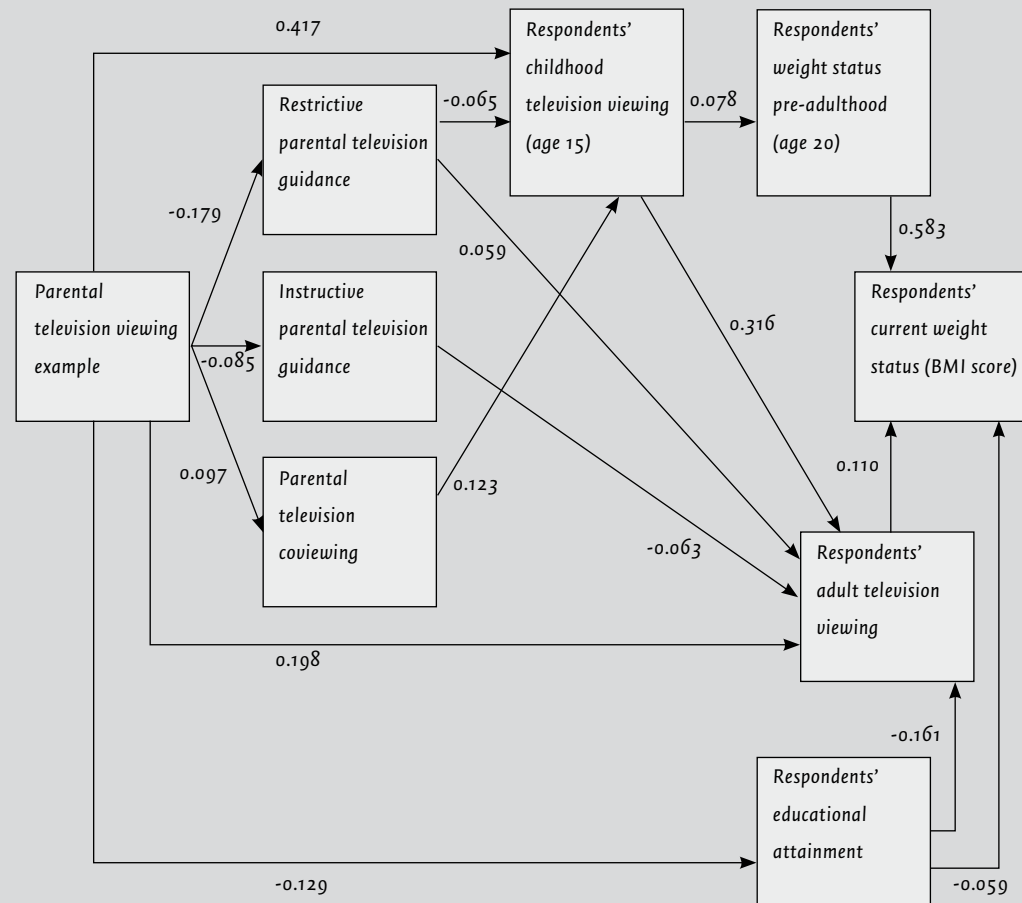 0.417
Respondents'
childhood
television viewing
(age 15)
Respondents'
weight status
pre-adulthood
(age 20)
Restrictive
parental television
guidance
-0.065
0.078
-0.179
0.059
0.583
Parental
television viewing
example
Instructive
parental television
guidance
-0.085
0.316
Respondents'
current weight
status (BMI score)
0.097
Parental
television
coviewing
0.123
0.110
-0.063
Respondents'
adult television
viewing
0.198
-0.161
Respondents'
educational
attainment
-0.129
-0.059